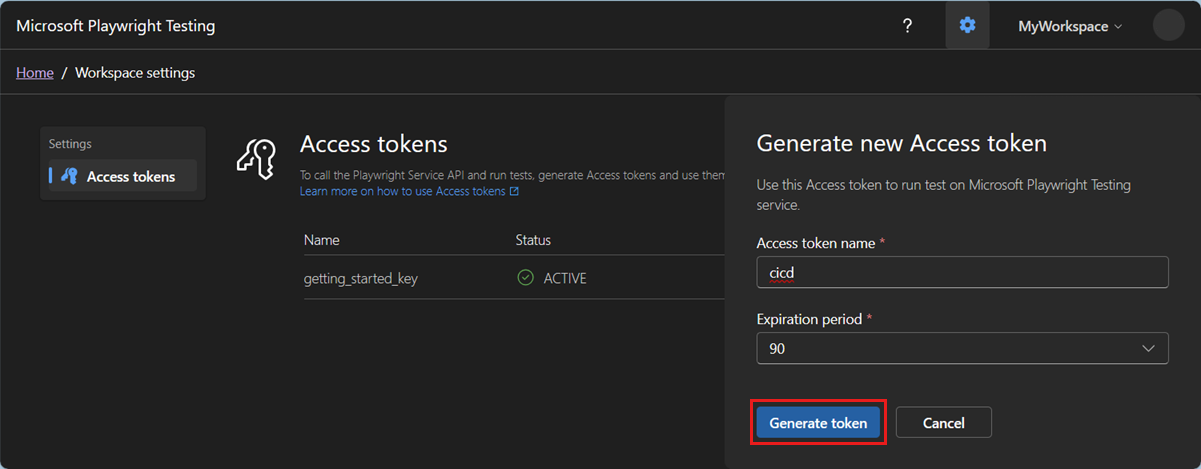 Microsoft Playwright Testing
?
MyWorkspace
Home / Workspace settings
Settings
Access tokens
Access tokens
To call the Playwright Service API and run tests, generate Access tokens and use them
Learn more on how to use Access tokens
Name Status
getting_started_key ACTIVE
Generate new Access token
Use this Access token to run test on Microsoft Playwright Testing
service.
Access token name *
cicd
Expiration period *
90
Generate token Cancel